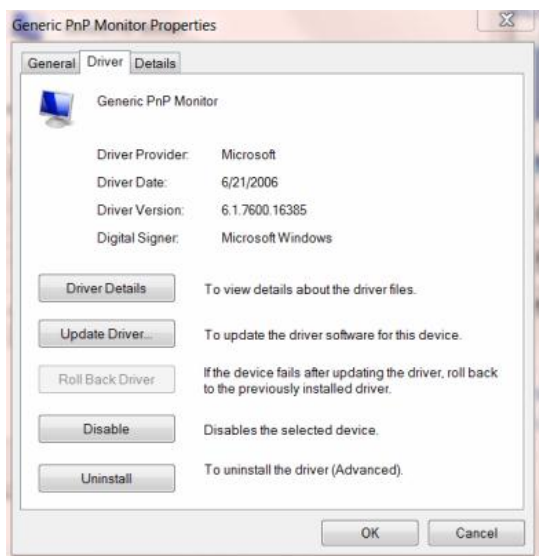 Generic PnP Monitor Properties
General Driver Details
Generic PnP Monitor
Driver Provider: Microsoft
Driver Date: 6/21/2006
Driver Version: 6.1.7600.16385
Digital Signer: Microsoft Windows
Driver Details To view details about the driver files.
Update Driver... To update the driver software for this device.
Roll Back Driver If the device fails after updating the driver, roll back
to the previously installed driver.
Disable Disables the selected device.
Uninstall To uninstall the driver (Advanced).
OK Cancel